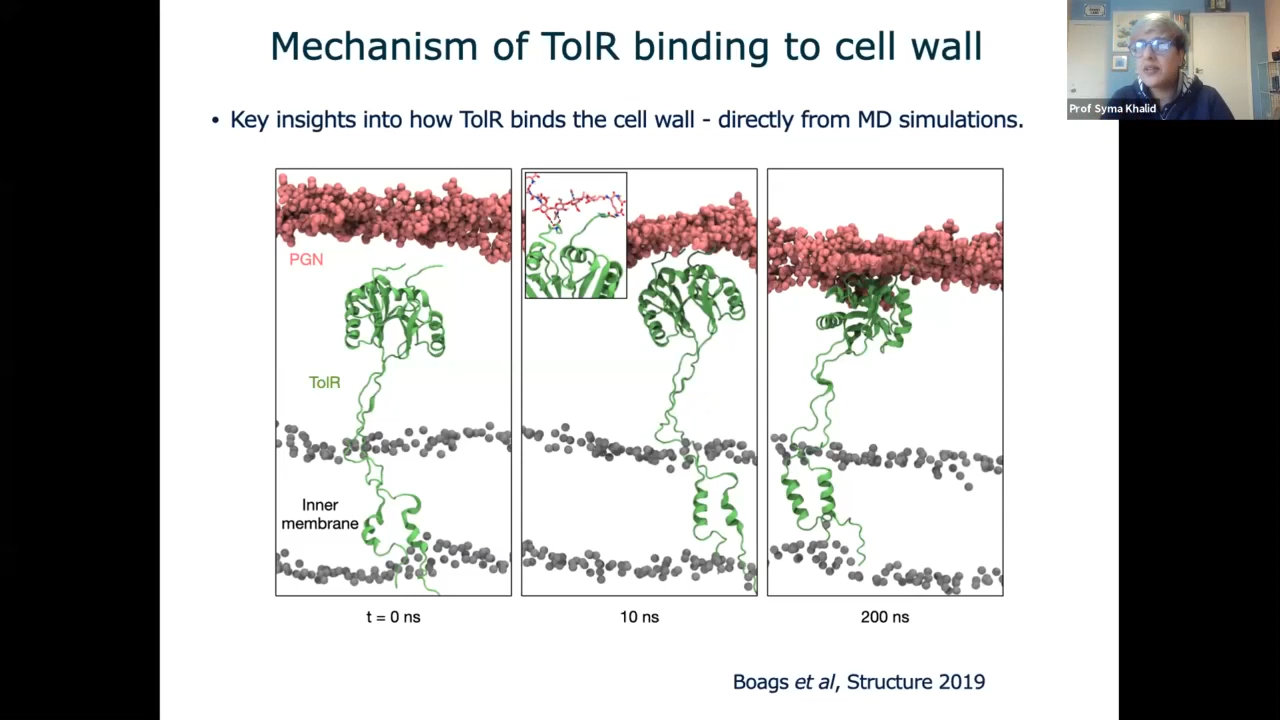 Mechanism of TolR binding to cell wall
• Key insights into how TolR binds the cell wall - directly from MD simulations.
Prof Syma Khalid
PGN
TolR
Inner
membrane
t = 0 ns
10 ns
200 ns
Boags et al, Structure 2019